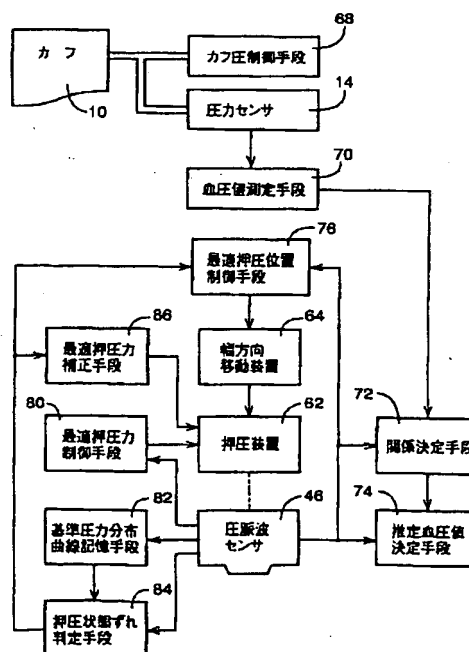 カフ
10
68
カフ圧制御手段
14
圧力センサ
70
血圧値測定手段
76
最適押圧位置
制御手段
86
最適押圧力
補正手段
64
幅方向
移動装置
80
最適押圧力
制御手段
62
押圧装置
72
関係決定手段
82
基準圧力分布
曲線記憶手段
46
圧脈波
センサ
74
推定血圧値
決定手段
84
押圧状態ずれ
判定手段